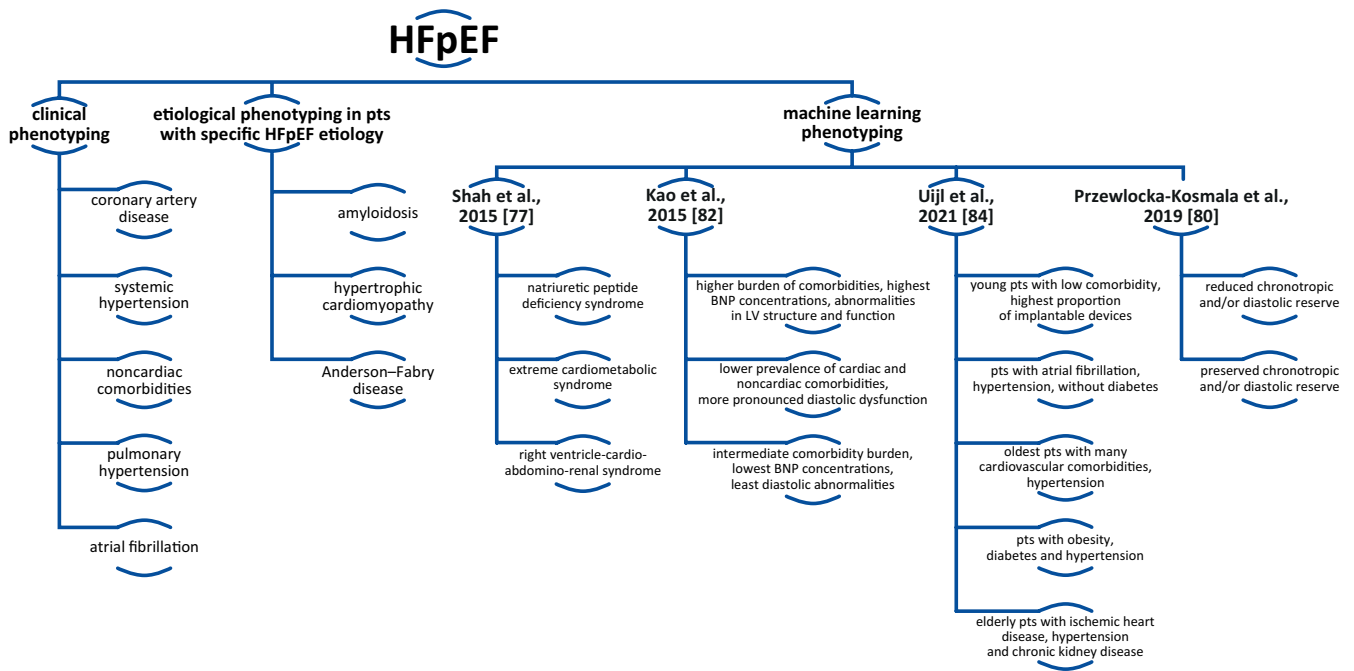 HFpEF
clinical
phenotyping
etiological phenotyping in pts
with specific HFpEF etiology
machine learning
phenotyping
coronary artery
disease
systemic
hypertension
noncardiac
comorbidities
pulmonary
hypertension
atrial fibrillation
amyloidosis
hypertrophic
cardiomyopathy
Anderson–Fabry
disease
Shah et al.,
2015 [77]
natriuretic peptide
deficiency syndrome
extreme cardiometabolic
syndrome
right ventricle-cardio-
abdomino-renal syndrome
Kao et al.,
2015 [82]
higher burden of comorbidities, highest
BNP concentrations, abnormalities
in LV structure and function
lower prevalence of cardiac and
noncardiac comorbidities,
more pronounced diastolic dysfunction
intermediate comorbidity burden,
lowest BNP concentrations,
least diastolic abnormalities
Uijl et al.,
2021 [84]
young pts with low comorbidity,
highest proportion
of implantable devices
pts with atrial fibrillation,
hypertension, without diabetes
oldest pts with many
cardiovascular comorbidities,
hypertension
pts with obesity,
diabetes and hypertension
elderly pts with ischemic heart
disease, hypertension
and chronic kidney disease
Przewlocka-Kosmala et al.,
2019 [80]
reduced chronotropic
and/or diastolic reserve
preserved chronotropic
and/or diastolic reserve